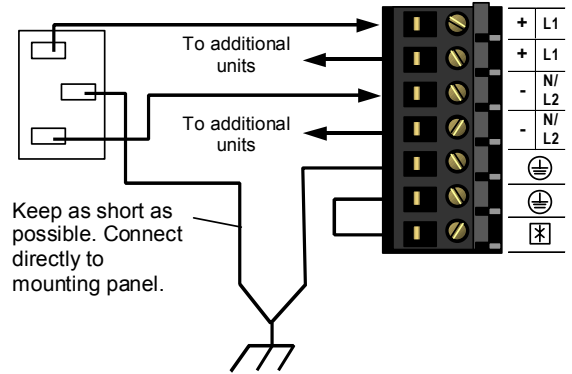 To additional
units
To additional
units
Keep as short as
possible. Connect
directly to
mounting panel.
+ L1
+ L1
- N/
L2
- N/
L2